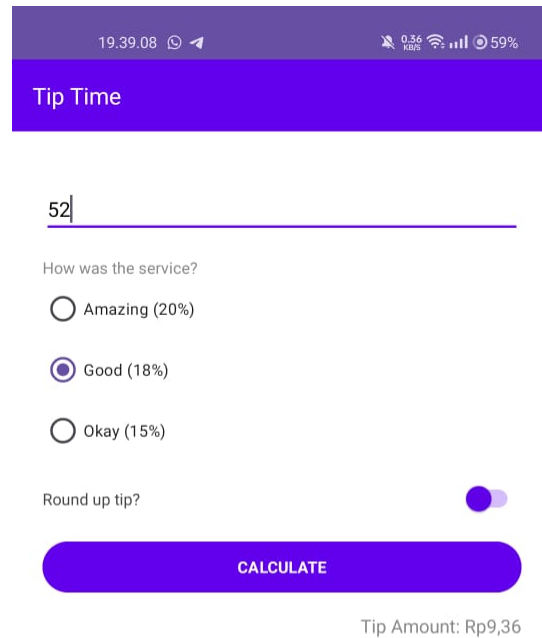 19.39.08 0.36 KB/S 59%
Tip Time
52
How was the service?
Amazing (20%)
Good (18%)
Okay (15%)
Round up tip?
CALCULATE
Tip Amount: Rp9,36